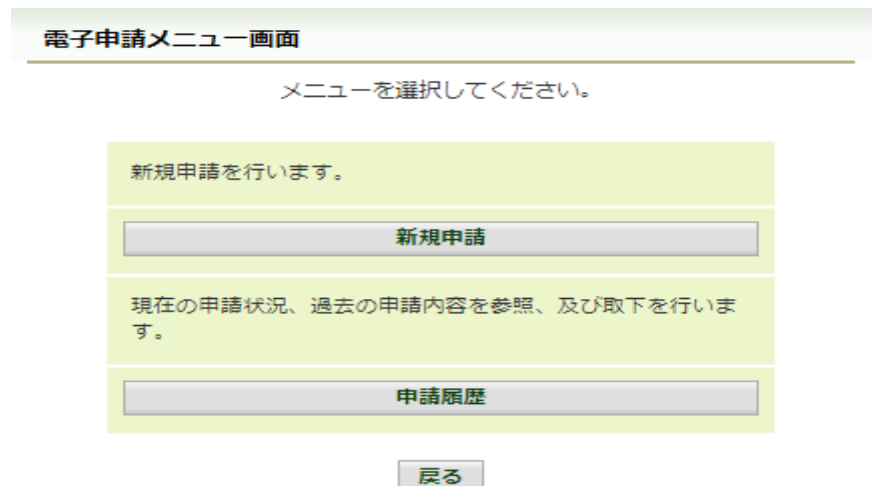 電子申請メニュー画面
メニューを選択してください。
新規申請を行います。
新規申請
現在の申請状況、過去の申請内容を参照、及び取下を行いま
す。
申請履歴
戻る